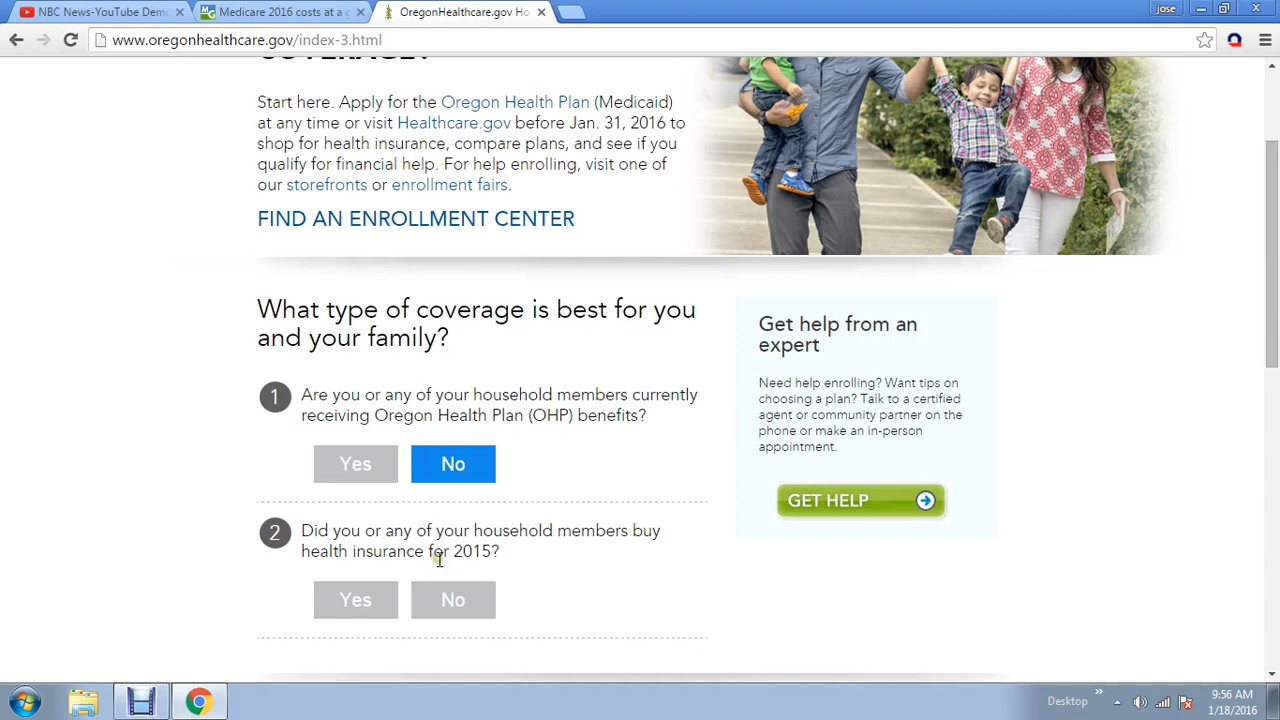 NBC News-YouTube Dem
Medicare 2016 costs at a g
OregonHealthcare.gov Ho
jose
www.oregonhealthcare.gov/index-3.html
COVERAGE?
Start here. Apply for the Oregon Health Plan (Medicaid)
at any time or visit Healthcare.gov before Jan. 31, 2016 to
shop for health insurance, compare plans, and see if you
qualify for financial help. For help enrolling, visit one of
our storefronts or enrollment fairs.
FIND AN ENROLLMENT CENTER
What type of coverage is best for you
and your family?
1 Are you or any of your household members currently
receiving Oregon Health Plan (OHP) benefits?
Yes No
2 Did you or any of your household members buy
health insurance for 2015?
Yes No
Get help from an
expert
Need help enrolling? Want tips on
choosing a plan? Talk to a certified
agent or community partner on the
phone or make an in-person
appointment.
GET HELP
Desktop
9:56 AM
1/18/2016